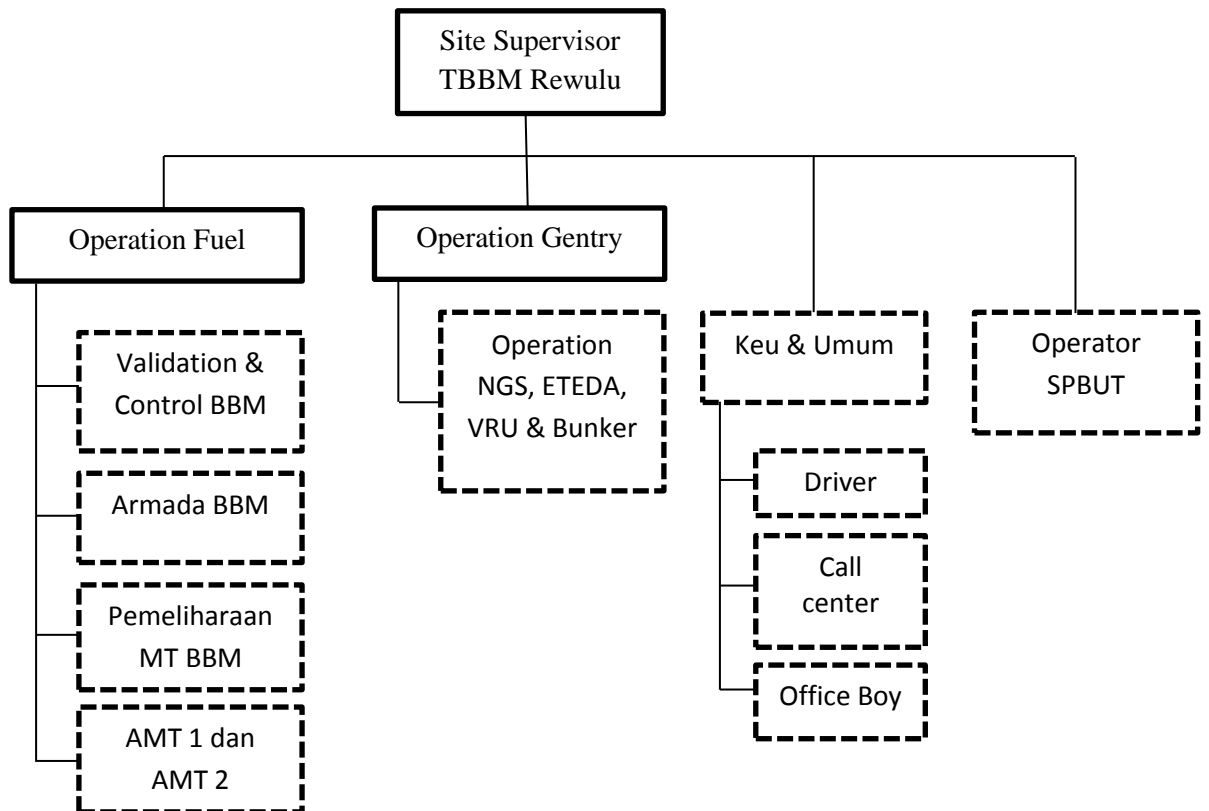 Site Supervisor
TBBM Rewulu
Operation Fuel
Operation Gentry
Validation &
Control BBM
Armada BBM
Pemeliharaan
MT BBM
AMT 1 dan
AMT 2
Operation
NGS, ETEDA,
VRU & Bunker
Keu & Umum
Driver
Call
center
Office Boy
Operator
SPBUT